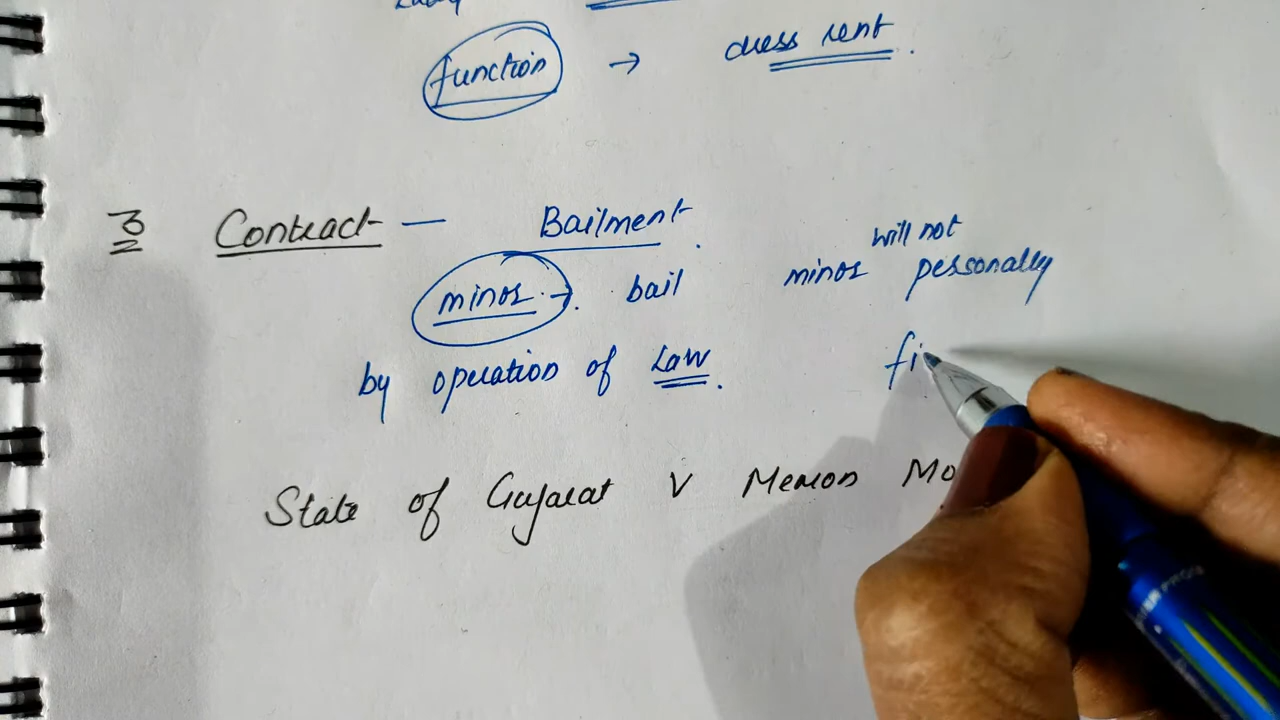 function → dress rent.
3 Contract — Bailment.
minor → bail
by operation of Law.
will not
minor personally
fi
State of Gujarat V Memon Mo